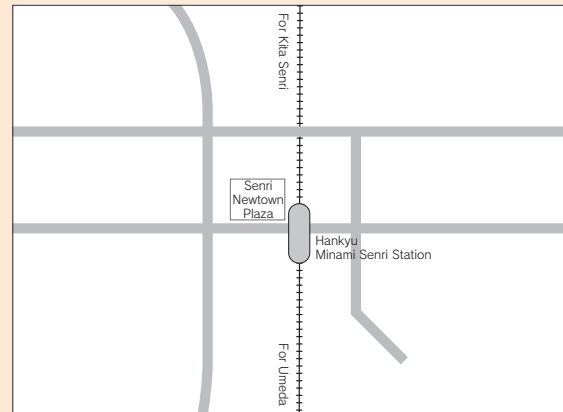 For Kita Senri
Senri
Newtown
Plaza
Hankyu
Minami Senri Station
For Umeda